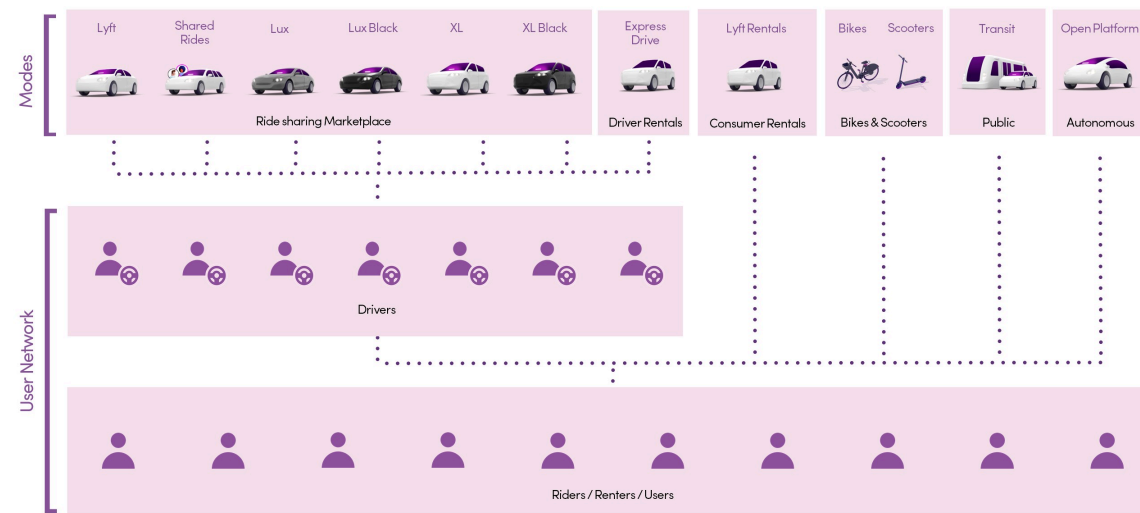 Modes
Lyft
Shared
Rides
Lux
Lux Black
XL
XL Black
Express
Drive
Lyft Rentals
Bikes
Scooters
Transit
Open Platform
Ride sharing Marketplace
Driver Rentals
Consumer Rentals
Bikes & Scooters
Public
Autonomous
User Network
Drivers
Riders / Renters / Users